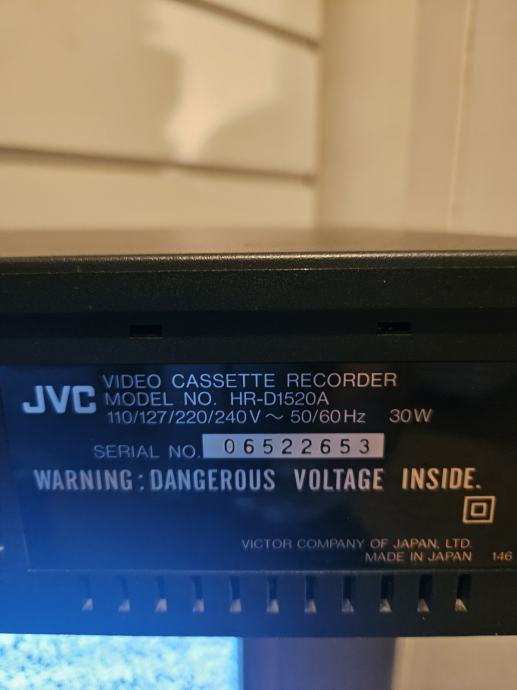 JVC VIDEO CASSETTE RECORDER
MODEL NO. HR-D1520A
110/127/220/240V ~ 50/60Hz 30W
SERIAL NO. 06522653
WARNING: DANGEROUS VOLTAGE INSIDE.
VICTOR COMPANY OF JAPAN, LTD.
MADE IN JAPAN 146